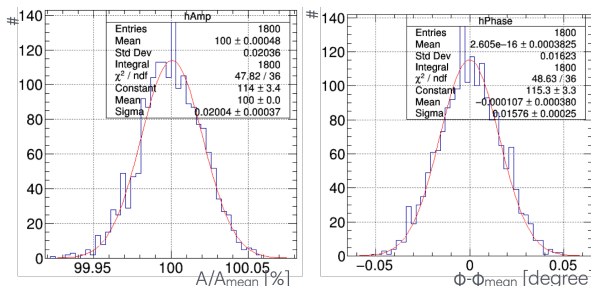 hAmp
Entries 1800
Mean 100 ± 0.00048
Std Dev 0.02036
Integral 1800
χ² / ndf 47.82 / 36
Constant 114 ± 3.4
Mean 100 ± 0.0
Sigma 0.02004 ± 0.00037
#
140
120
100
80
60
40
20
0
99.95 100 100.05
A/Amean [%]
hPhase
Entries 1800
Mean 2.605e-16 ± 0.0003825
Std Dev 0.01623
Integral 1800
χ² / ndf 48.63 / 36
Constant 115.3 ± 3.3
Mean -0.000107 ± 0.000380
Sigma 0.01576 ± 0.00025
#
140
120
100
80
60
40
20
0
-0.05 0 0.05
Φ-Φmean [degree]